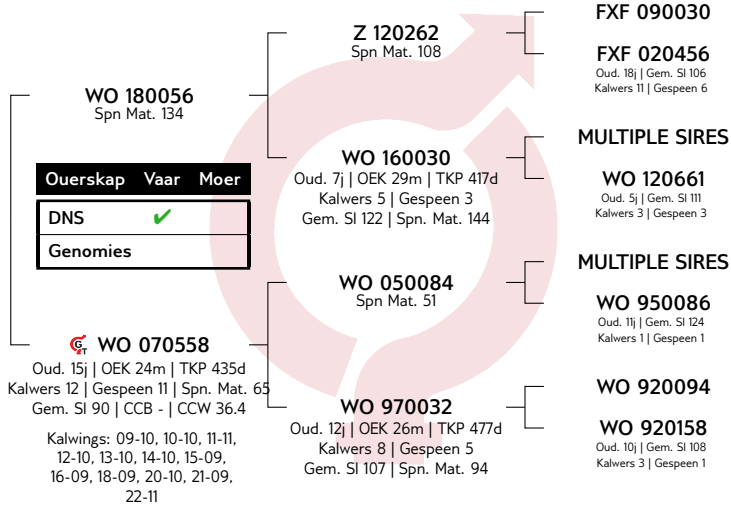 FXF 090030
Z 120262
Spn Mat. 108
FXF 020456
Oud. 18j | Gem. SI 106
Kalwers 11 | Gespeen 6
WO 180056
Spn Mat. 134
MULTIPLE SIRES
WO 160030
Oud. 7j | OEK 29m | TKP 417d
Kalwers 5 | Gespeen 3
Gem. SI 122 | Spn. Mat. 144
WO 120661
Oud. 5j | Gem. SI 111
Kalwers 3 | Gespeen 3
Ouerskap Vaar Moer
DNS ✔
Genomies
MULTIPLE SIRES
WO 050084
Spn Mat. 51
WO 950086
Oud. 11j | Gem. SI 124
Kalwers 1 | Gespeen 1
GT WO 070558
Oud. 15j | OEK 24m | TKP 435d
Kalwers 12 | Gespeen 11 | Spn. Mat. 65
Gem. SI 90 | CCB - | CCW 36.4
Kalwings: 09-10, 10-10, 11-11,
12-10, 13-10, 14-10, 15-09,
16-09, 18-09, 20-10, 21-09,
22-11
WO 920094
WO 970032
Oud. 12j | OEK 26m | TKP 477d
Kalwers 8 | Gespeen 5
Gem. SI 107 | Spn. Mat. 94
WO 920158
Oud. 10j | Gem. SI 108
Kalwers 3 | Gespeen 1